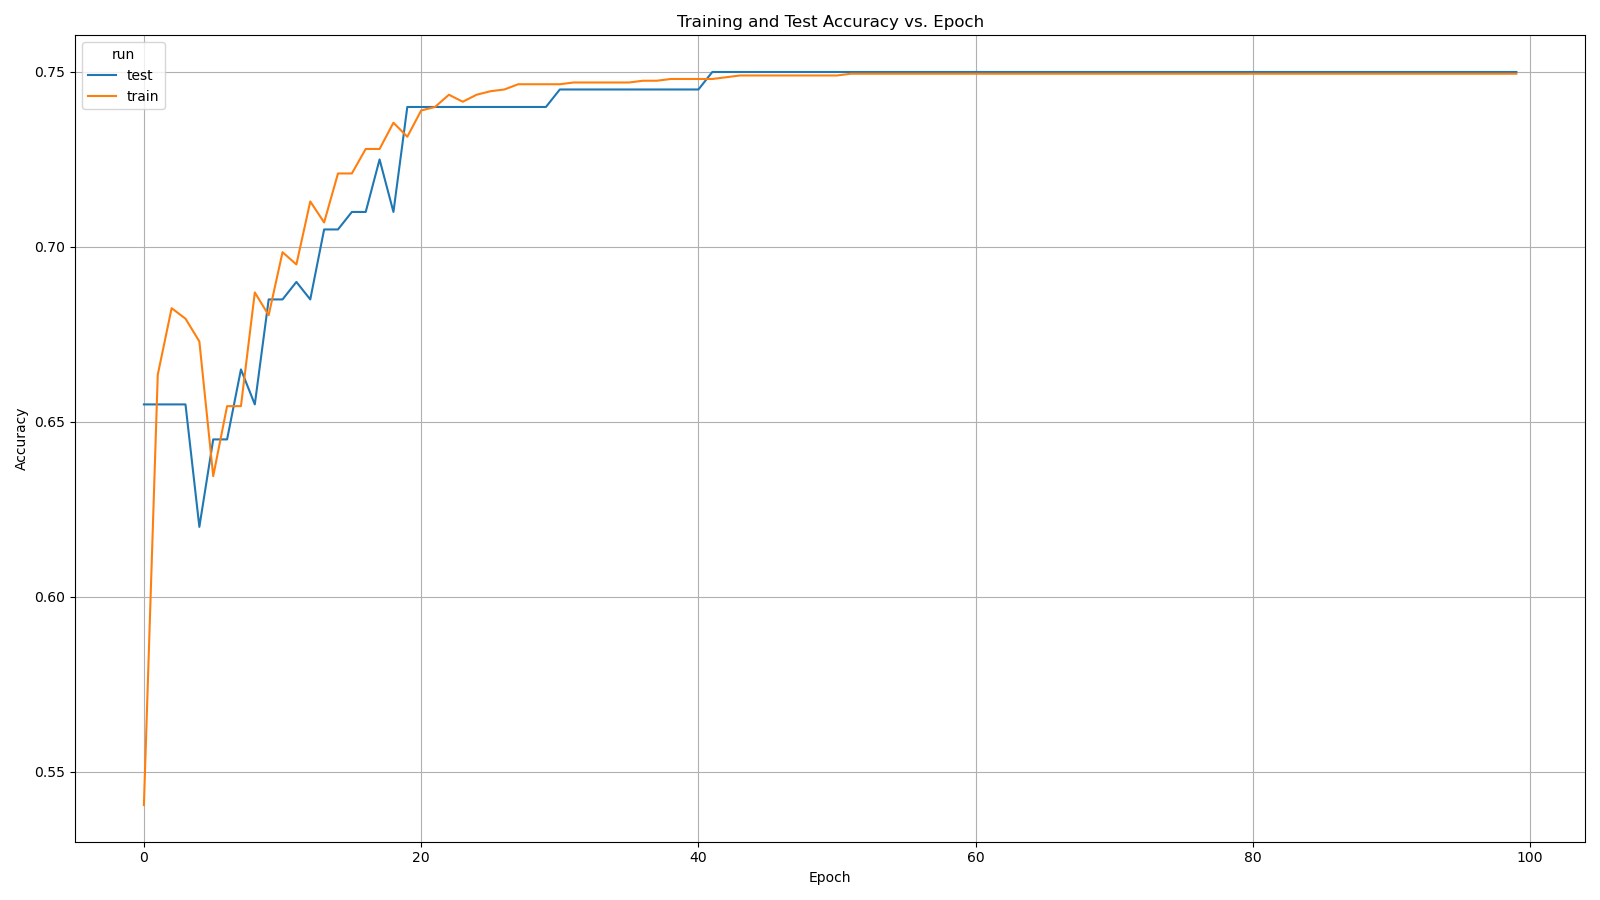 Training and Test Accuracy vs. Epoch
run
test
train
0.75
0.70
0.65
0.60
0.55
Accuracy
0 20 40 60 80 100
Epoch